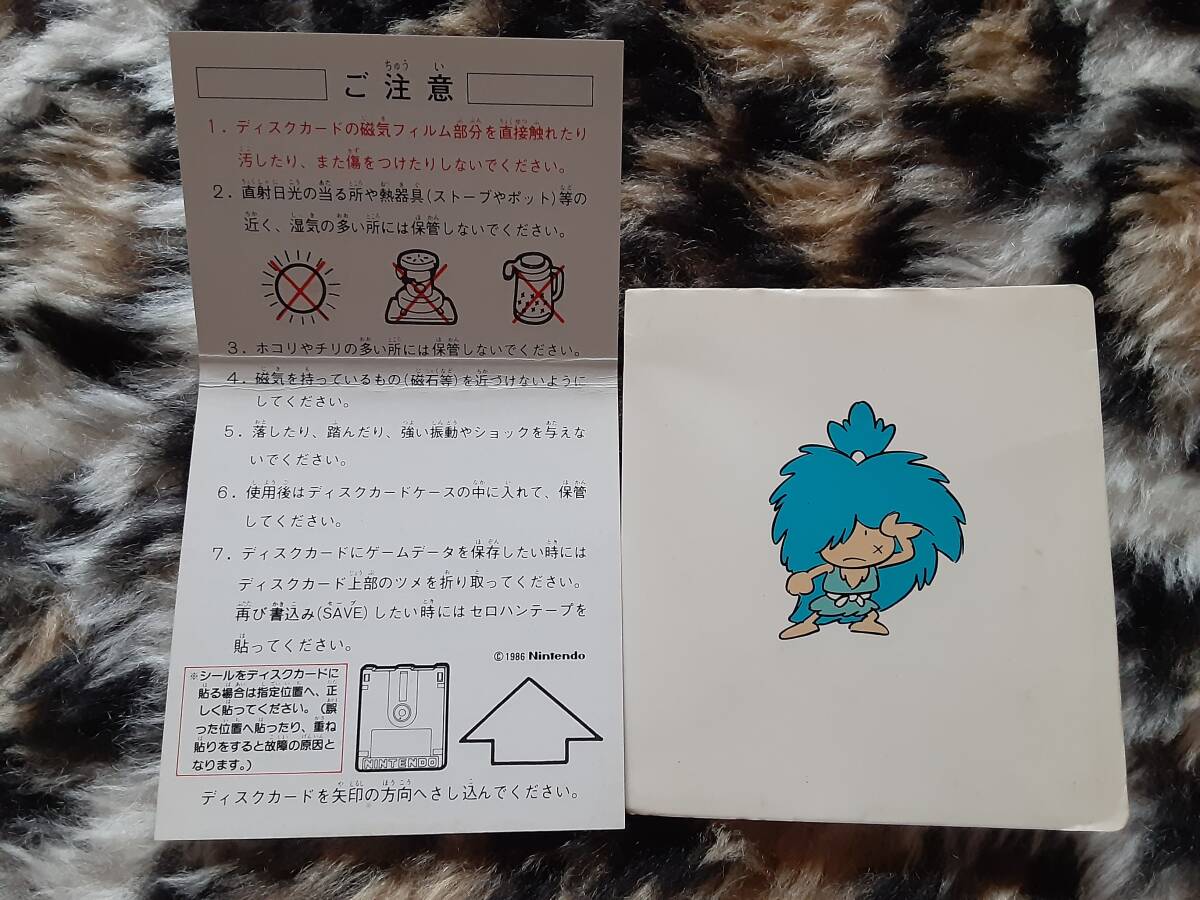 ご注意
1．ディスクカードの磁気フィルム部分を直接触れたり
汚したり、また傷をつけたりしないでください。
2．直射日光の当る所や熱器具(ストーブやポット)等の
近く、湿気の多い所には保管しないでください。
3．ホコリやチリの多い所には保管しないでください。
4．磁気を持っているもの(磁石等)を近づけないように
してください。
5．落したり、踏んだり、強い振動やショックを与えな
いでください。
6．使用後はディスクカードケースの中に入れて、保管
してください。
7．ディスクカードにゲームデータを保存したい時には
ディスクカード上部のツメを折り取ってください。
再び書込み(SAVE)したい時にはセロハンテープを
貼ってください。
©1986 Nintendo
※シールをディスクカードに
貼る場合は指定位置へ、正
しく貼ってください。(誤
った位置へ貼ったり、重ね
貼りをすると故障の原因と
なります。)
NINTENDO
ディスクカードを矢印の方向へさし込んでください。